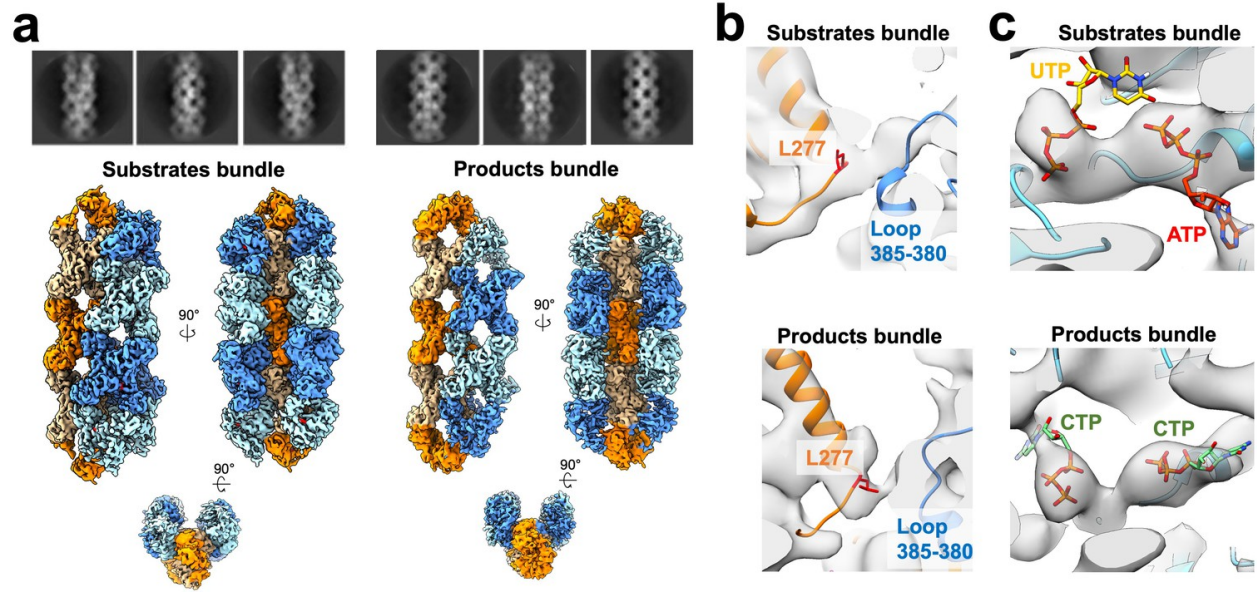 a
Substrates bundle
Products bundle
90°
90°
90°
90°
b
Substrates bundle
L277
Loop
385-380
Products bundle
L277
Loop
385-380
c
Substrates bundle
UTP
ATP
Products bundle
CTP
CTP